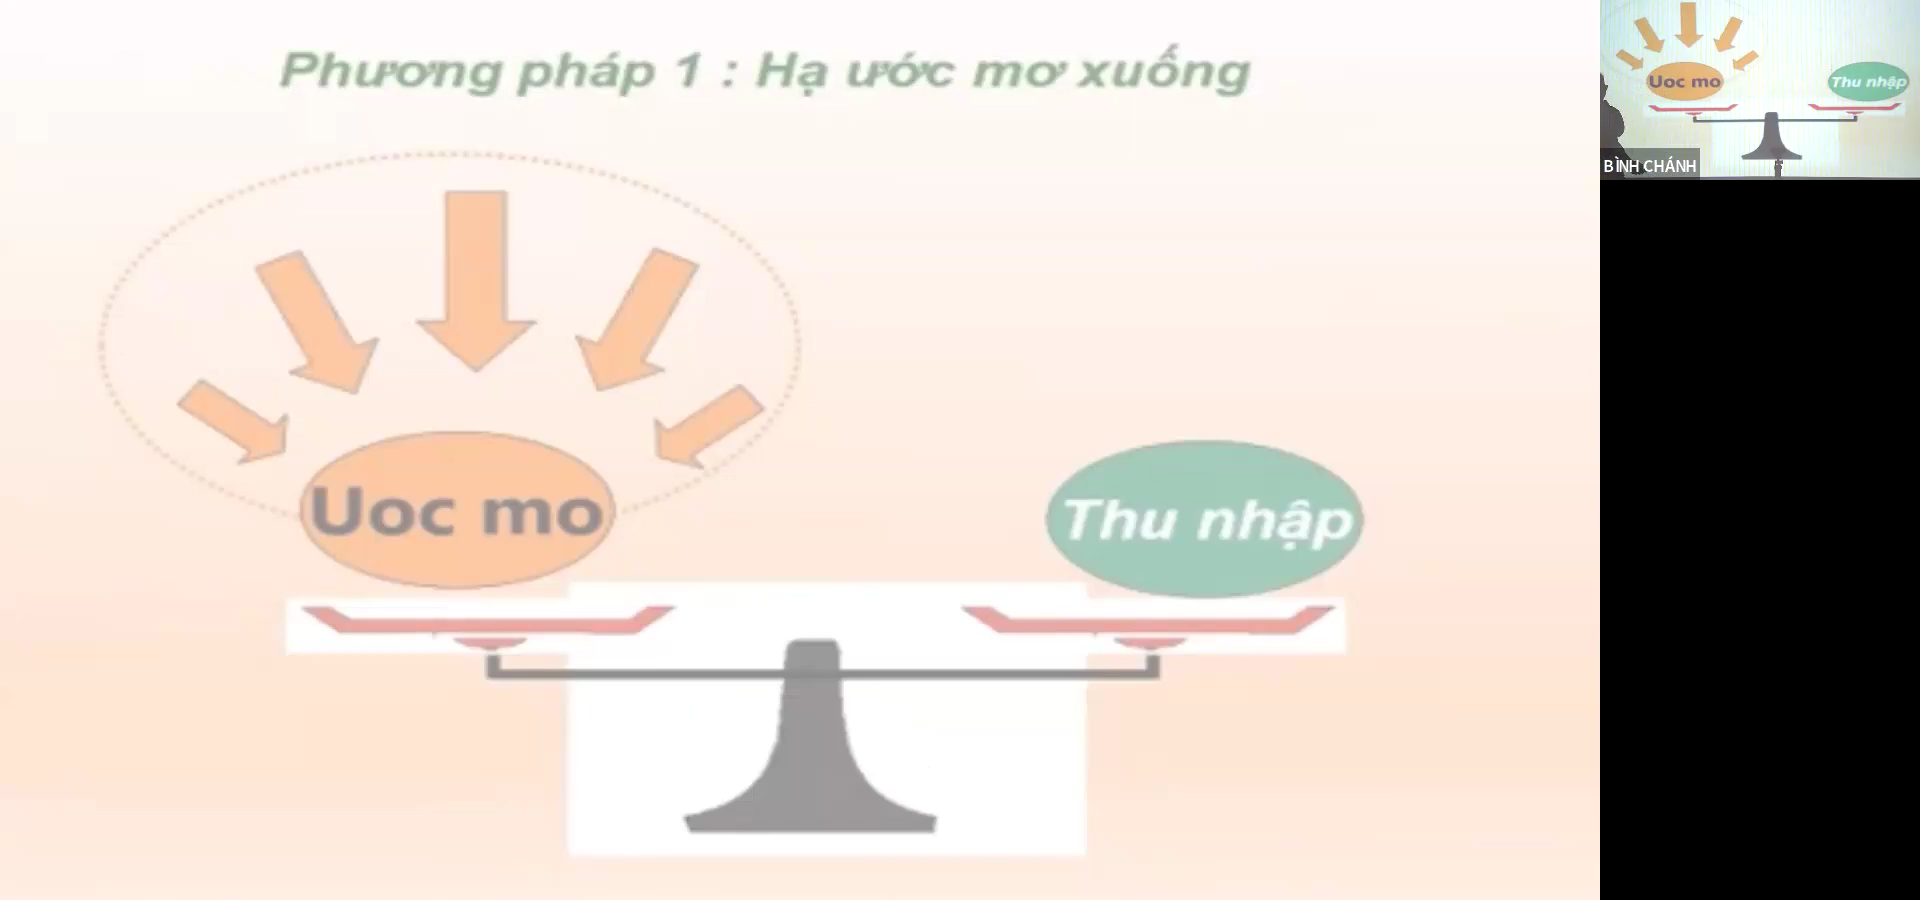 Phương pháp 1 : Hạ ước mơ xuống
Uoc mo
Thu nhập
Uoc mo
Thu nhập
BÌNH CHÁNH